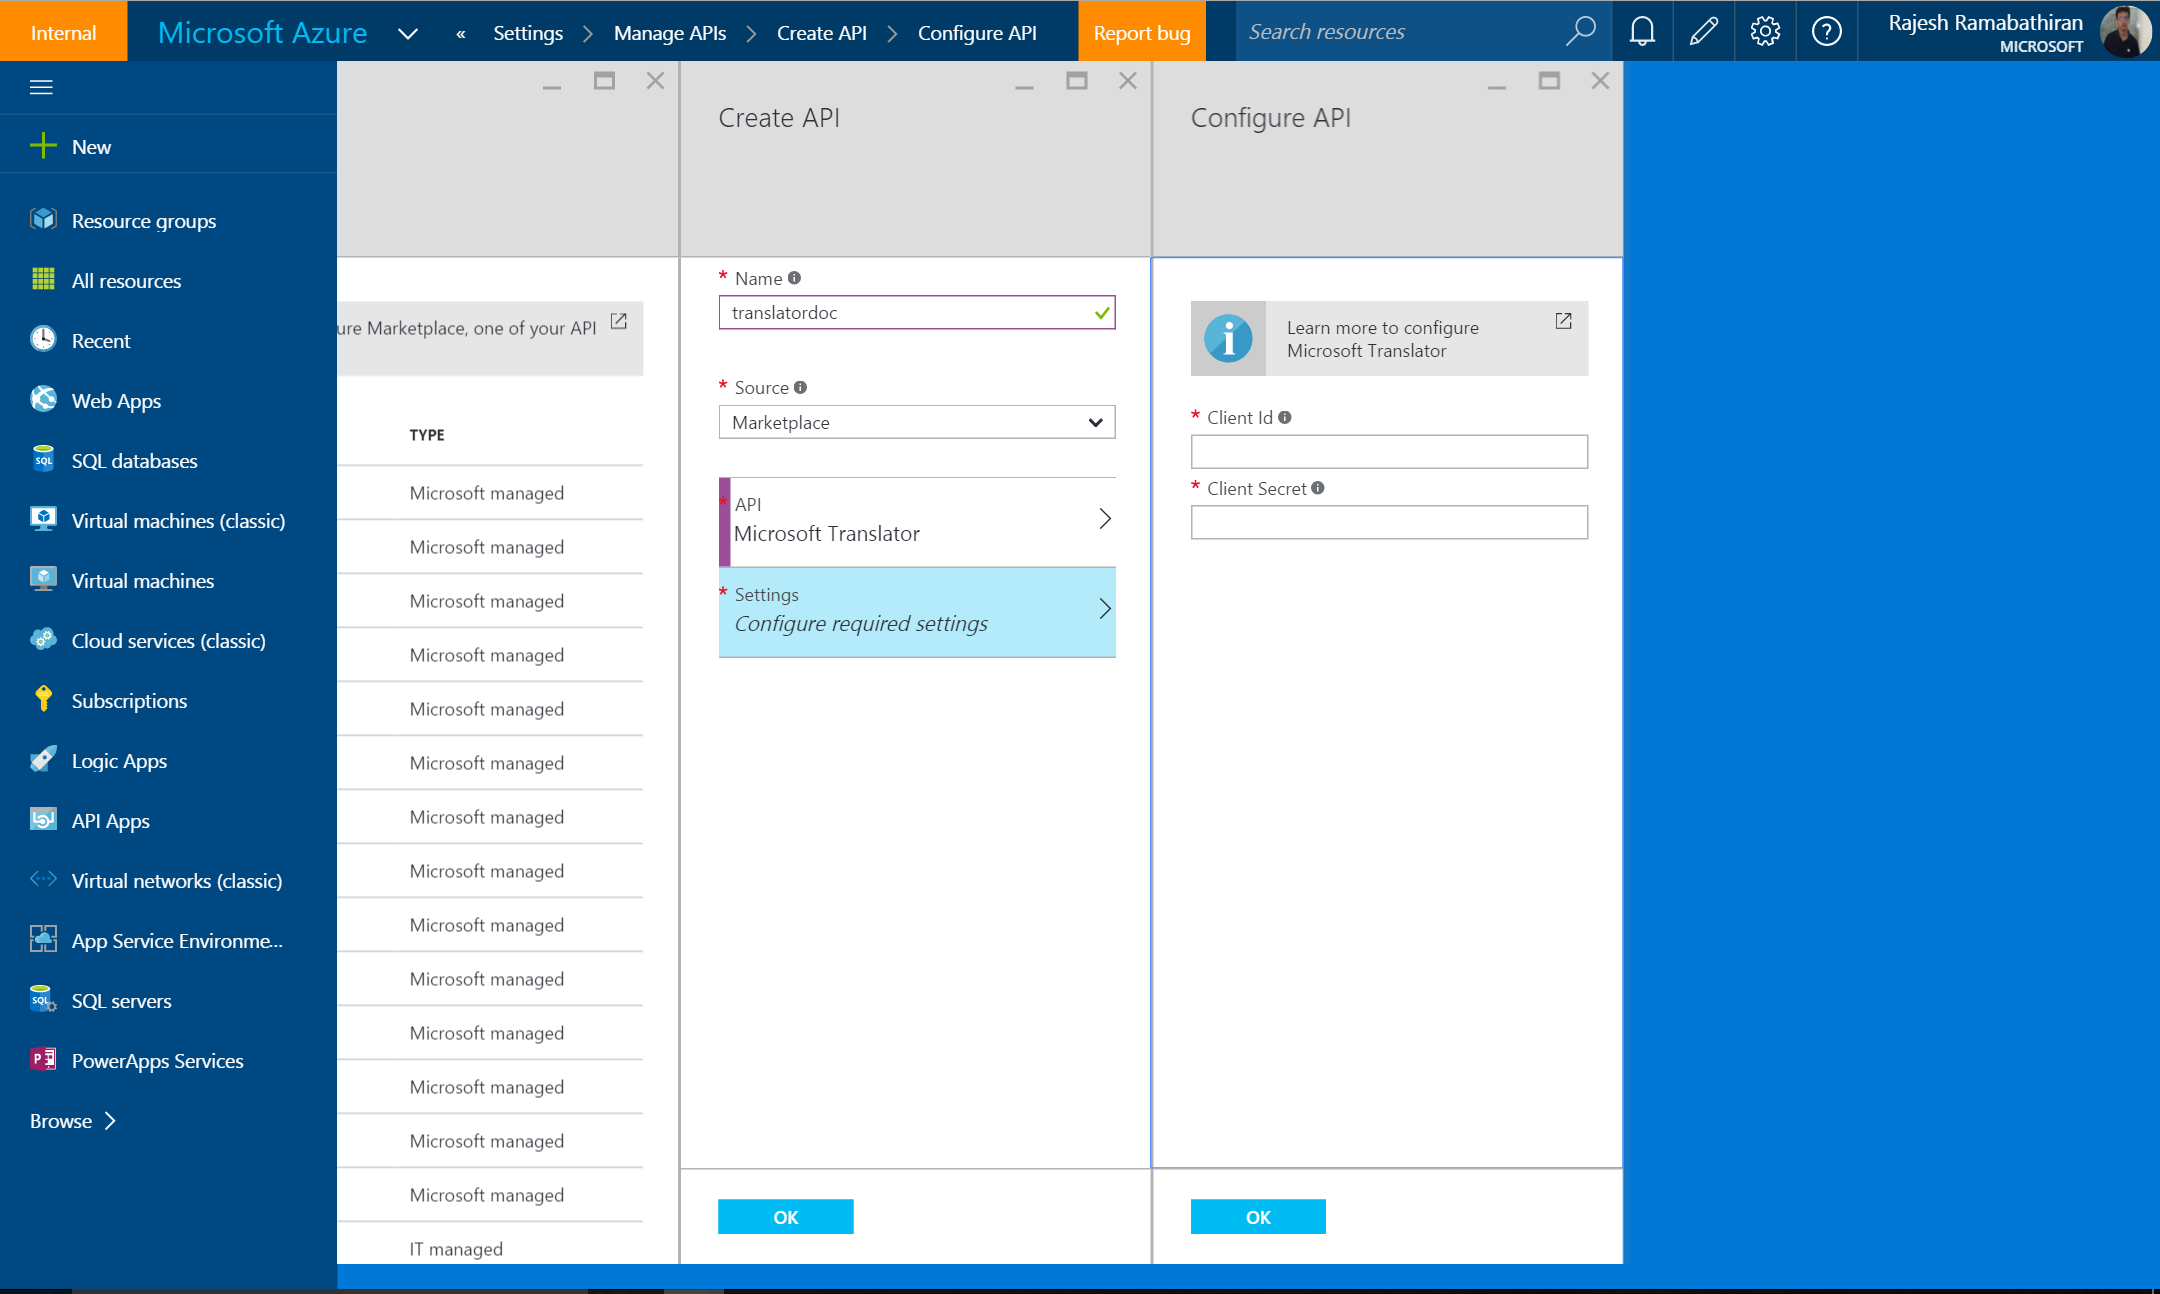 Internal
Microsoft Azure
«
Settings
Manage APIs
Create API
Configure API
Report bug
Search resources
Rajesh Ramabathiran
MICROSOFT
New
Resource groups
All resources
Recent
Web Apps
SQL databases
Virtual machines (classic)
Virtual machines
Cloud services (classic)
Subscriptions
Logic Apps
API Apps
Virtual networks (classic)
App Service Environme...
SQL servers
PowerApps Services
Browse
ure Marketplace, one of your API
TYPE
Microsoft managed
Microsoft managed
Microsoft managed
Microsoft managed
Microsoft managed
Microsoft managed
Microsoft managed
Microsoft managed
Microsoft managed
Microsoft managed
Microsoft managed
Microsoft managed
Microsoft managed
Microsoft managed
IT managed
Create API
* Name
translatordoc
* Source
Marketplace
* API
Microsoft Translator
* Settings
Configure required settings
OK
Configure API
Learn more to configure
Microsoft Translator
* Client Id
* Client Secret
OK